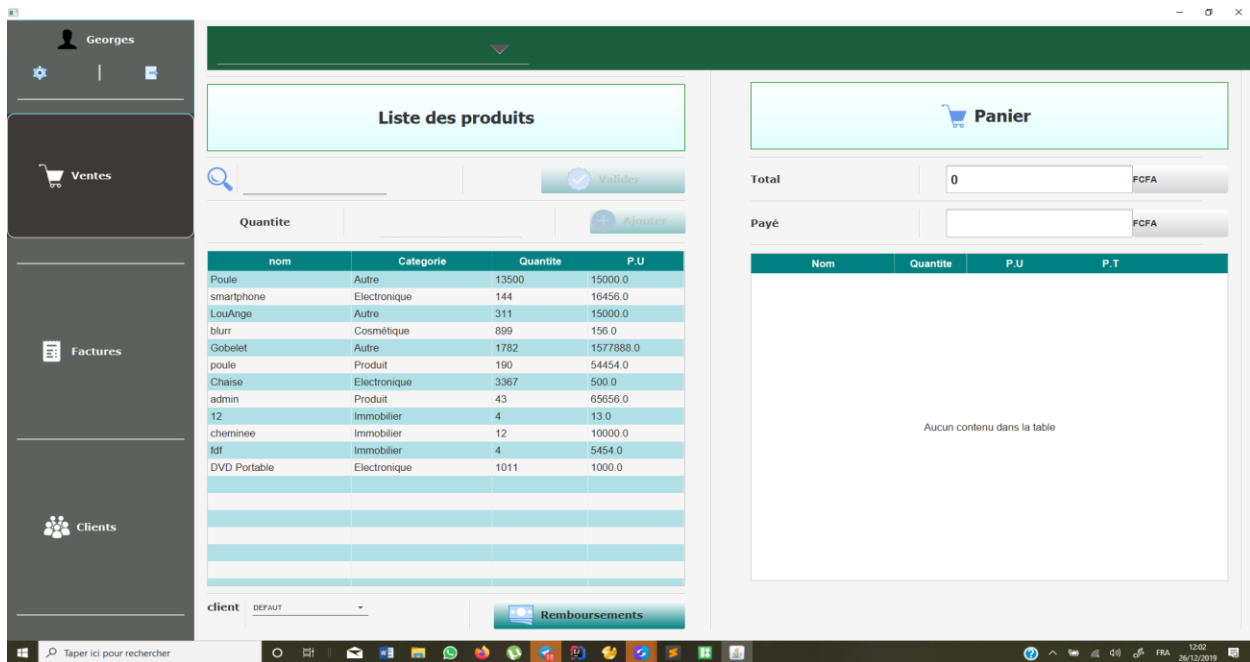 Georges
Ventes
Factures
Clients
Liste des produits
Valider
Quantite
Ajouter
nom Categorie Quantite P.U
Poule Autre 13500 15000.0
smartphone Electronique 144 16456.0
LouAnge Autre 311 15000.0
blurr Cosmétique 899 156.0
Gobelet Autre 1782 1577888.0
poule Produit 190 54454.0
Chaise Electronique 3367 500.0
admin Produit 43 65656.0
12 Immobilier 4 13.0
cheminee Immobilier 12 10000.0
fdf Immobilier 4 5454.0
DVD Portable Electronique 1011 1000.0
client DEFAUT
Remboursements
Panier
Total 0 FCFA
Payé FCFA
Nom Quantite P.U P.T
Aucun contenu dans la table
Taper ici pour rechercher
FRA
12:02
26/12/2019